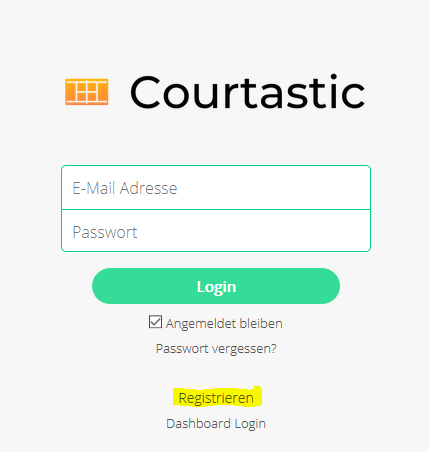 Courtastic
E-Mail Adresse
Passwort
Login
Angemeldet bleiben
Passwort vergessen?
Registrieren
Dashboard Login